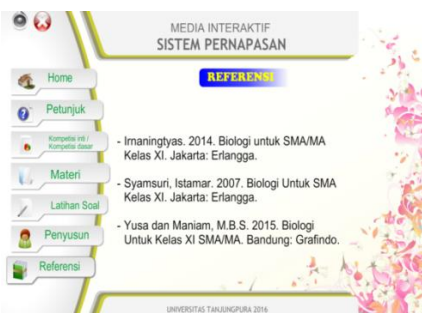 MEDIA INTERAKTIF
SISTEM PERNAPASAN
REFERENSI
Home
Petunjuk
Kompetisi inti /
Kompetisi dasar
Materi
Latihan Soal
Penyusun
Referensi
- Irnaningtyas. 2014. Biologi untuk SMA/MA
Kelas XI. Jakarta: Erlangga.
- Syamsuri, Istamar. 2007. Biologi Untuk SMA
Kelas XI. Jakarta: Erlangga.
- Yusa dan Maniam, M.B.S. 2015. Biologi
Untuk Kelas XI SMA/MA. Bandung: Grafindo.
UNIVERSITAS TANJUNGPURA 2016